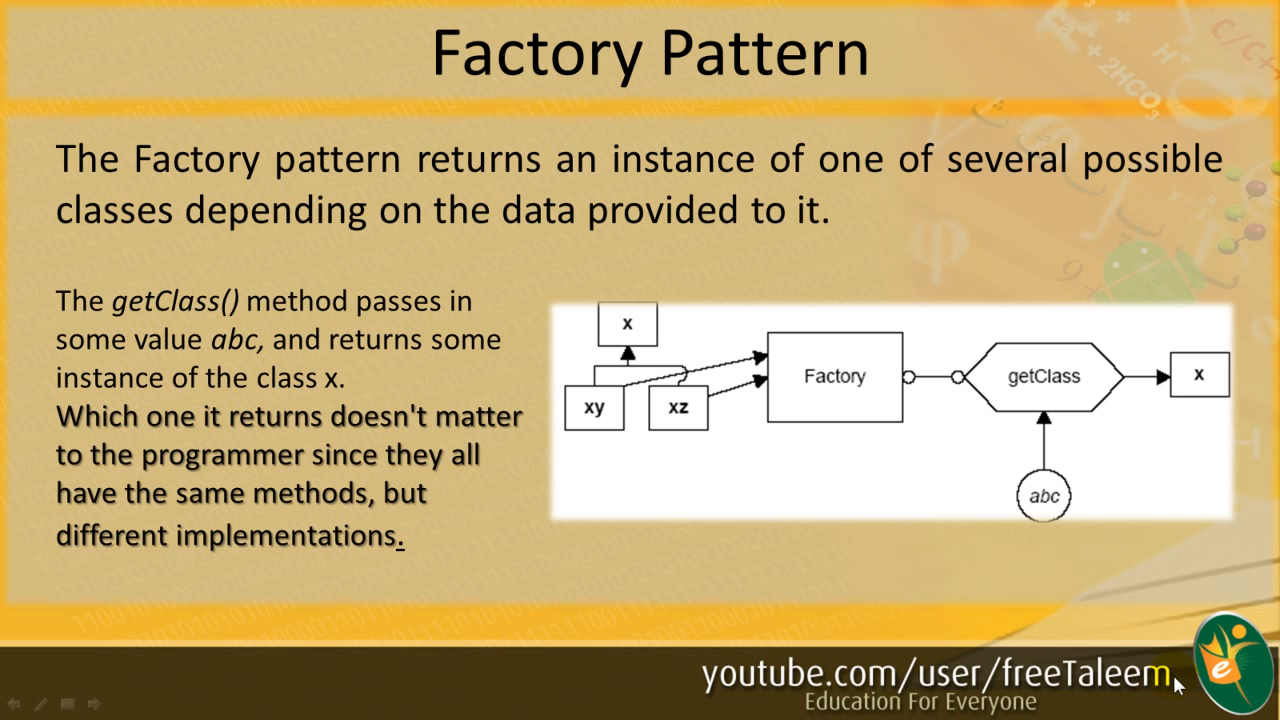 Factory Pattern
The Factory pattern returns an instance of one of several possible
classes depending on the data provided to it.
The getClass() method passes in
some value abc, and returns some
instance of the class x.
Which one it returns doesn't matter
to the programmer since they all
have the same methods, but
different implementations.
x
xy
xz
Factory
getClass
x
abc
youtube.com/user/freeTaleem
Education For Everyone